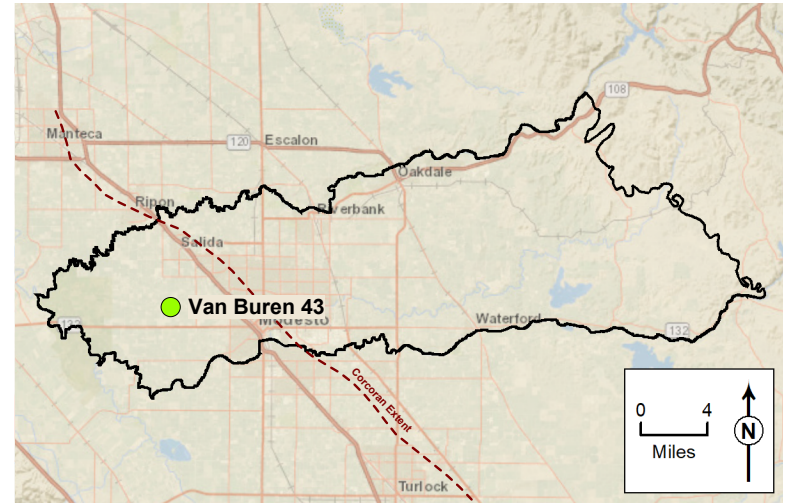 108
Manteca
120
Escalon
Oakdale
Ripon
Riverbank
Salida
Van Buren 43
132
Modesto
Waterford
132
Corcoran Extent
Turlock
0 4
Miles
N